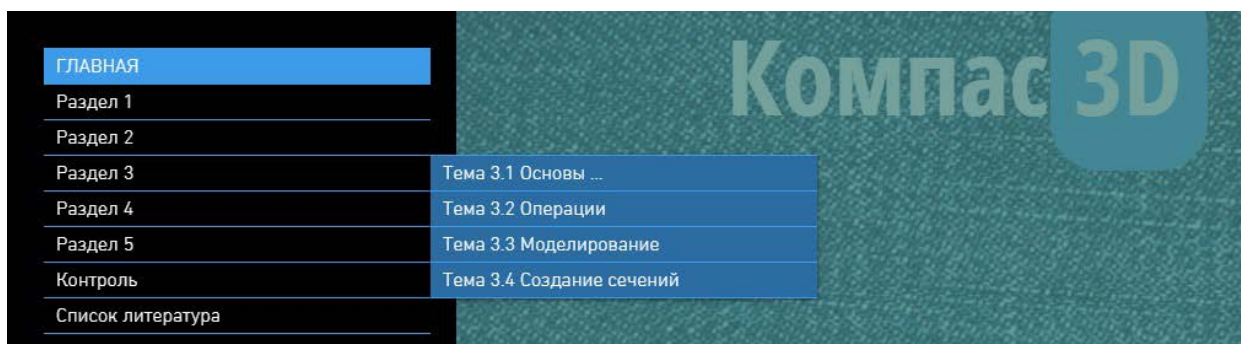 Компас 3D
ГЛАВНАЯ
Раздел 1
Раздел 2
Раздел 3
Тема 3.1 Основы ...
Раздел 4
Тема 3.2 Операции
Раздел 5
Тема 3.3 Моделирование
Контроль
Тема 3.4 Создание сечений
Список литература